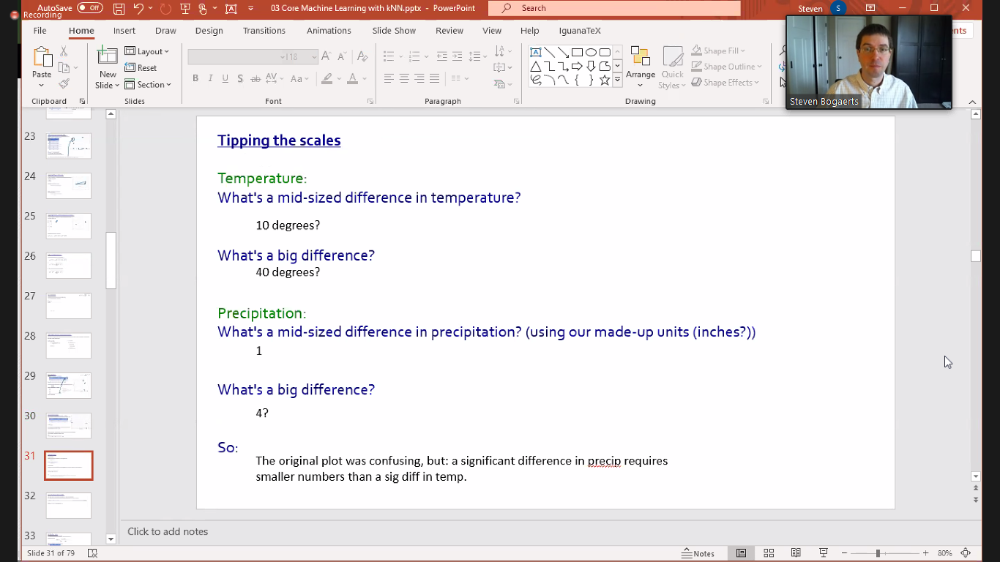 Recording
AutoSave Off
03 Core Machine Learning with kNN.pptx - PowerPoint
Search
Steven S
File Home Insert Draw Design Transitions Animations Slide Show Review View Help IguanaTeX
Paste
New
Slide
Layout
Reset
Section
18
B I U S ab AV Aa A
Arrange
Quick
Styles
Shape Fill
Shape Outline
Shape Effects
Clipboard Slides Font Paragraph Drawing
Steven Bogaerts
23
24
25
26
27
28
29
30
31
32
33
Tipping the scales
Temperature:
What's a mid-sized difference in temperature?
10 degrees?
What's a big difference?
40 degrees?
Precipitation:
What's a mid-sized difference in precipitation? (using our made-up units (inches?))
1
What's a big difference?
4?
So:
The original plot was confusing, but: a significant difference in precip requires
smaller numbers than a sig diff in temp.
Click to add notes
Slide 31 of 79
Notes
80%